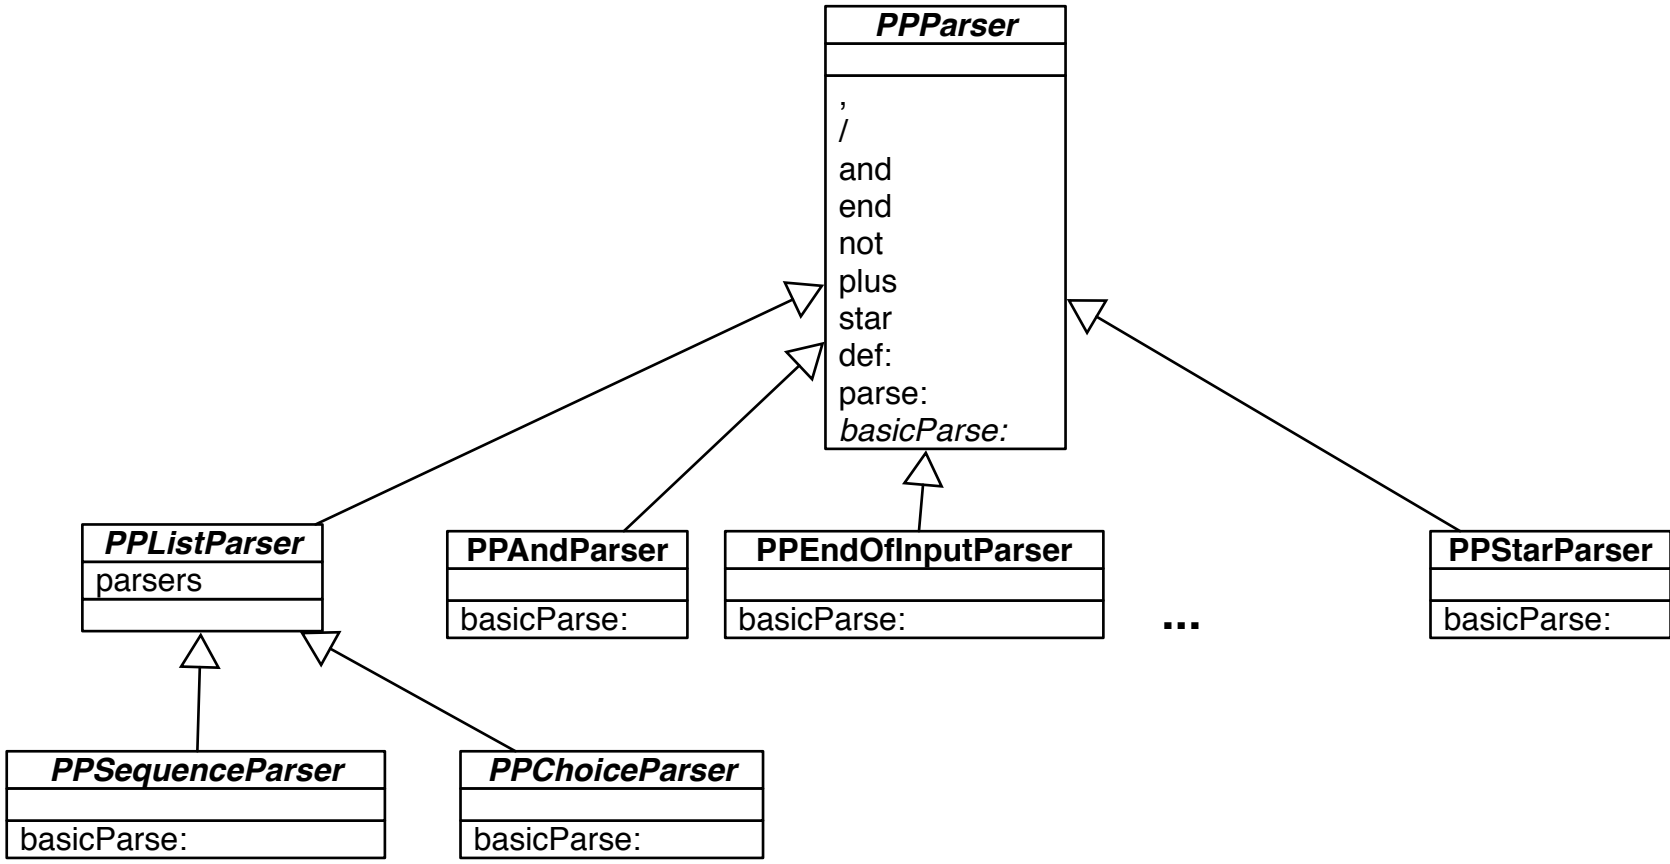 PPParser
,
/
and
end
not
plus
star
def:
parse:
basicParse:
PPListParser
parsers
PPAndParser
basicParse:
PPEndOfInputParser
basicParse:
...
PPStarParser
basicParse:
PPSequenceParser
basicParse:
PPChoiceParser
basicParse: